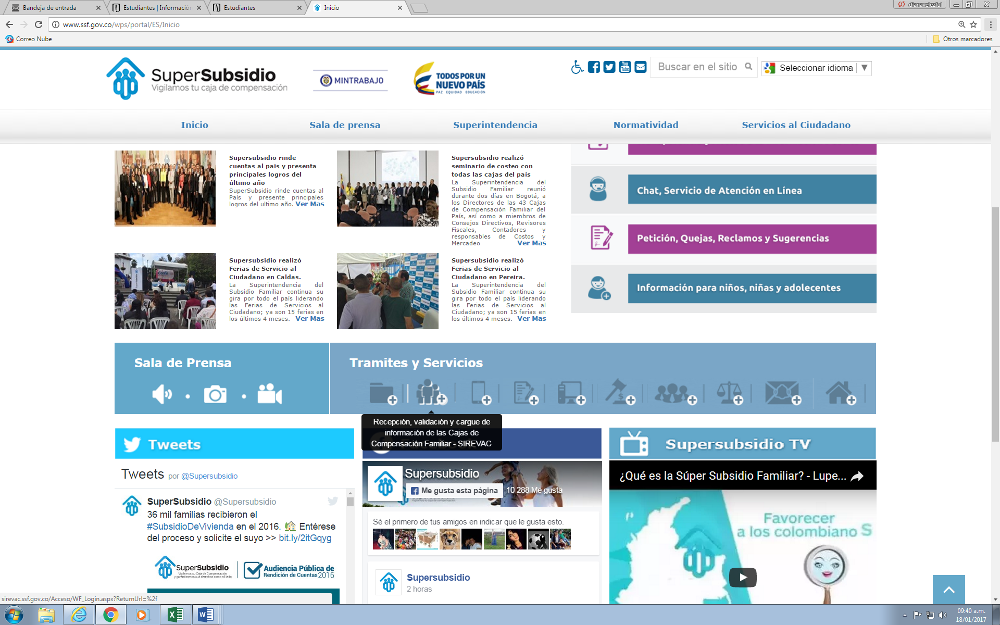 Bandeja de entrada
Estudiantes | Información
Estudiantes
Inicio
dianavelezful
www.ssf.gov.co/wps/portal/ES/Inicio
Correo Nube
Otros marcadores
SuperSubsidio
Vigilamos tu caja de compensación
MINTRABAJO
TODOS POR UN
NUEVO PAÍS
PAZ EQUIDAD EDUCACIÓN
You
Tube
Buscar en el sitio
Seleccionar idioma
Inicio
Sala de prensa
Superintendencia
Normatividad
Servicios al Ciudadano
Supersubsidio rinde
cuentas al pais y presenta
principales logros del
último año
SuperSubsidio rinde cuentas al
País y presente principales
logros del ultimo año. Ver Mas
Supersubsidio realizó
seminario de costeo con
todas las cajas del país
La Superintendencia del
Subsidio Familiar reunió
durante dos días en Bogotá, a
los Directores de las 43 Cajas
de Compensación Familiar del
País, así como a miembros de
Consejos Directivos, Revisores
Fiscales, Contadores y
responsables de Costos y
Mercadeo Ver Mas
Supersubsidio realizó
Ferias de Servicio al
Ciudadano en Caldas.
La Superintendencia del
Subsidio Familiar continua su
gira por todo el país liderando
las Ferias de Servicios al
Ciudadano; ya son 15 ferias en
los últimos 4 meses. Ver Mas
Supersubsidio realizó
Ferias de Servicio al
Ciudadano en Pereira.
La Superintendencia del
Subsidio Familiar continua su
gira por todo el país liderando
las Ferias de Servicios al
Ciudadano; ya son 15 ferias en
los últimos 4 meses. Ver Mas
Chat, Servicio de Atención en Línea
Petición, Quejas, Reclamos y Sugerencias
Información para niños, niñas y adolecentes
Sala de Prensa
Tramites y Servicios
Recepción, validación y cargue de
información de las Cajas de
Compensación Familiar - SIREVAC
Tweets
Tweets por @Supersubsidio
SuperSubsidio @Supersubsidio
36 mil familias recibieron el
#SubsidioDeVivienda en el 2016. Entérese
del proceso y solicite el suyo >> bit.ly/2itGqyg
SuperSubsidio
Vigilamos su Caja de Compensación
y garantizamos sus derechos como afiliado
Audiencia Pública de
Rendición de Cuentas2016
Supersubsidio
Me gusta esta página
10 288 Me gusta
Sé el primero de tus amigos en indicar que le gusta esto.
Supersubsidio
2 horas
Supersubsidio TV
¿Qué es la Súper Subsidio Familiar? - Lupe...
Favorecer
a los colombiano S
sirevac.ssf.gov.co/Acceso/WF_Login.aspx?ReturnUrl=%2f
09:40 a.m.
18/01/2017